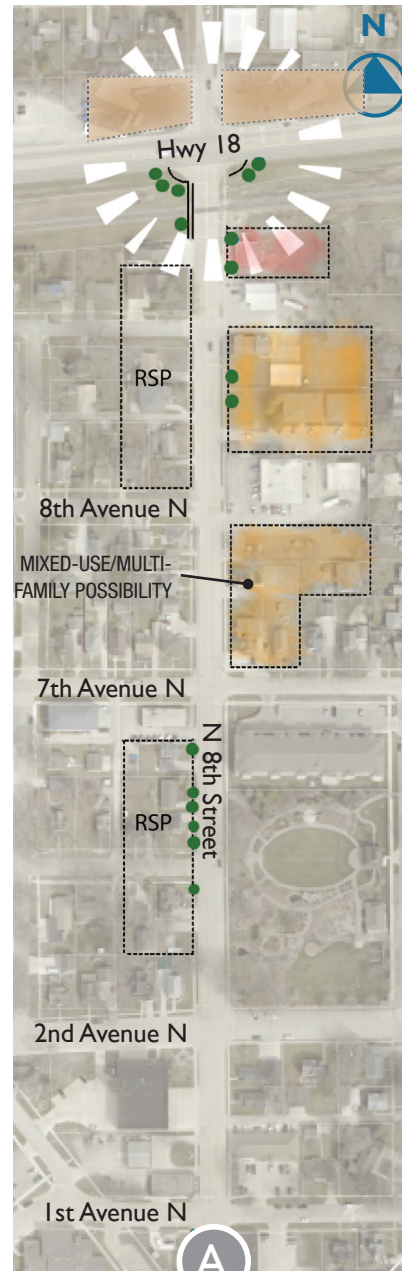 N
Hwy 18
RSP
8th Avenue N
MIXED-USE/MULTI-
FAMILY POSSIBILITY
7th Avenue N
N 8th Street
RSP
2nd Avenue N
1st Avenue N
A